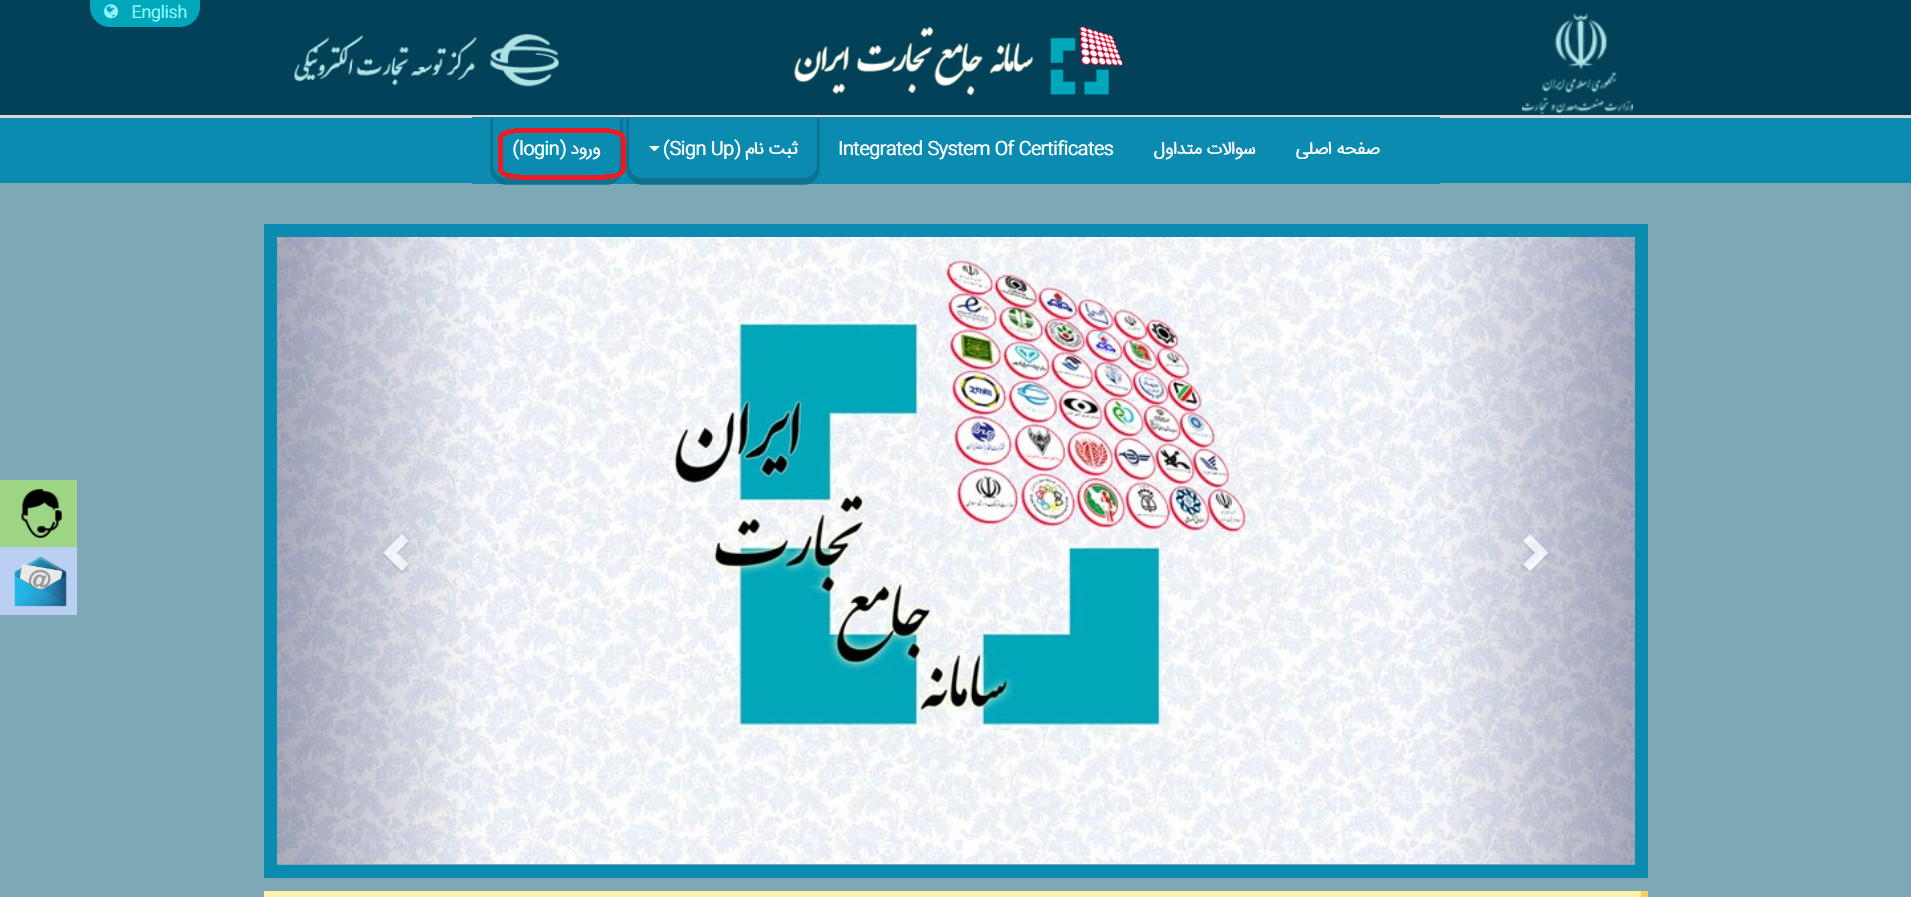 English
مرکز توسعه تجارت الکترونیکی
سامانه جامع تجارت ایران
جمهوری اسلامی ایران
وزارت صنعت، معدن و تجارت
صفحه اصلی
سوالات متداول
Integrated System Of Certificates
ثبت نام (Sign Up)
ورود (login)
سامانه
جامع
تجارت
ایران